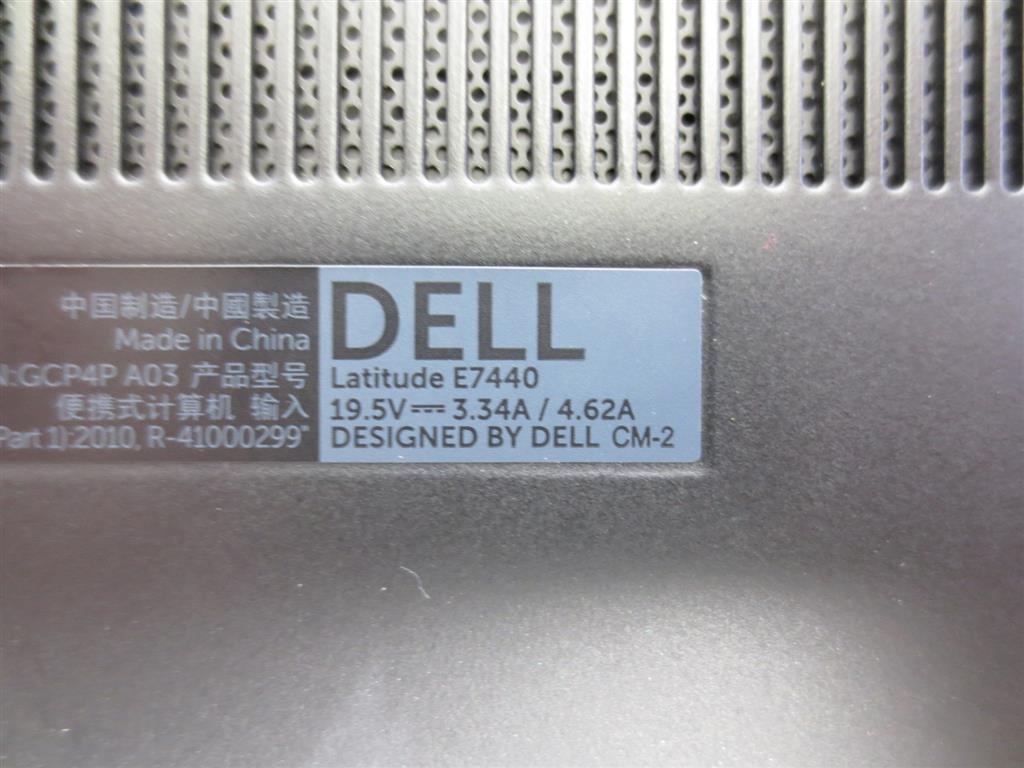 中国制造/中國製造
Made in China
N:GCP4P A03 产品型号
便携式计算机 输入
Part 1):2010, R-41000299"
DELL
Latitude E7440
19.5V⎓ 3.34A / 4.62A
DESIGNED BY DELL CM-2